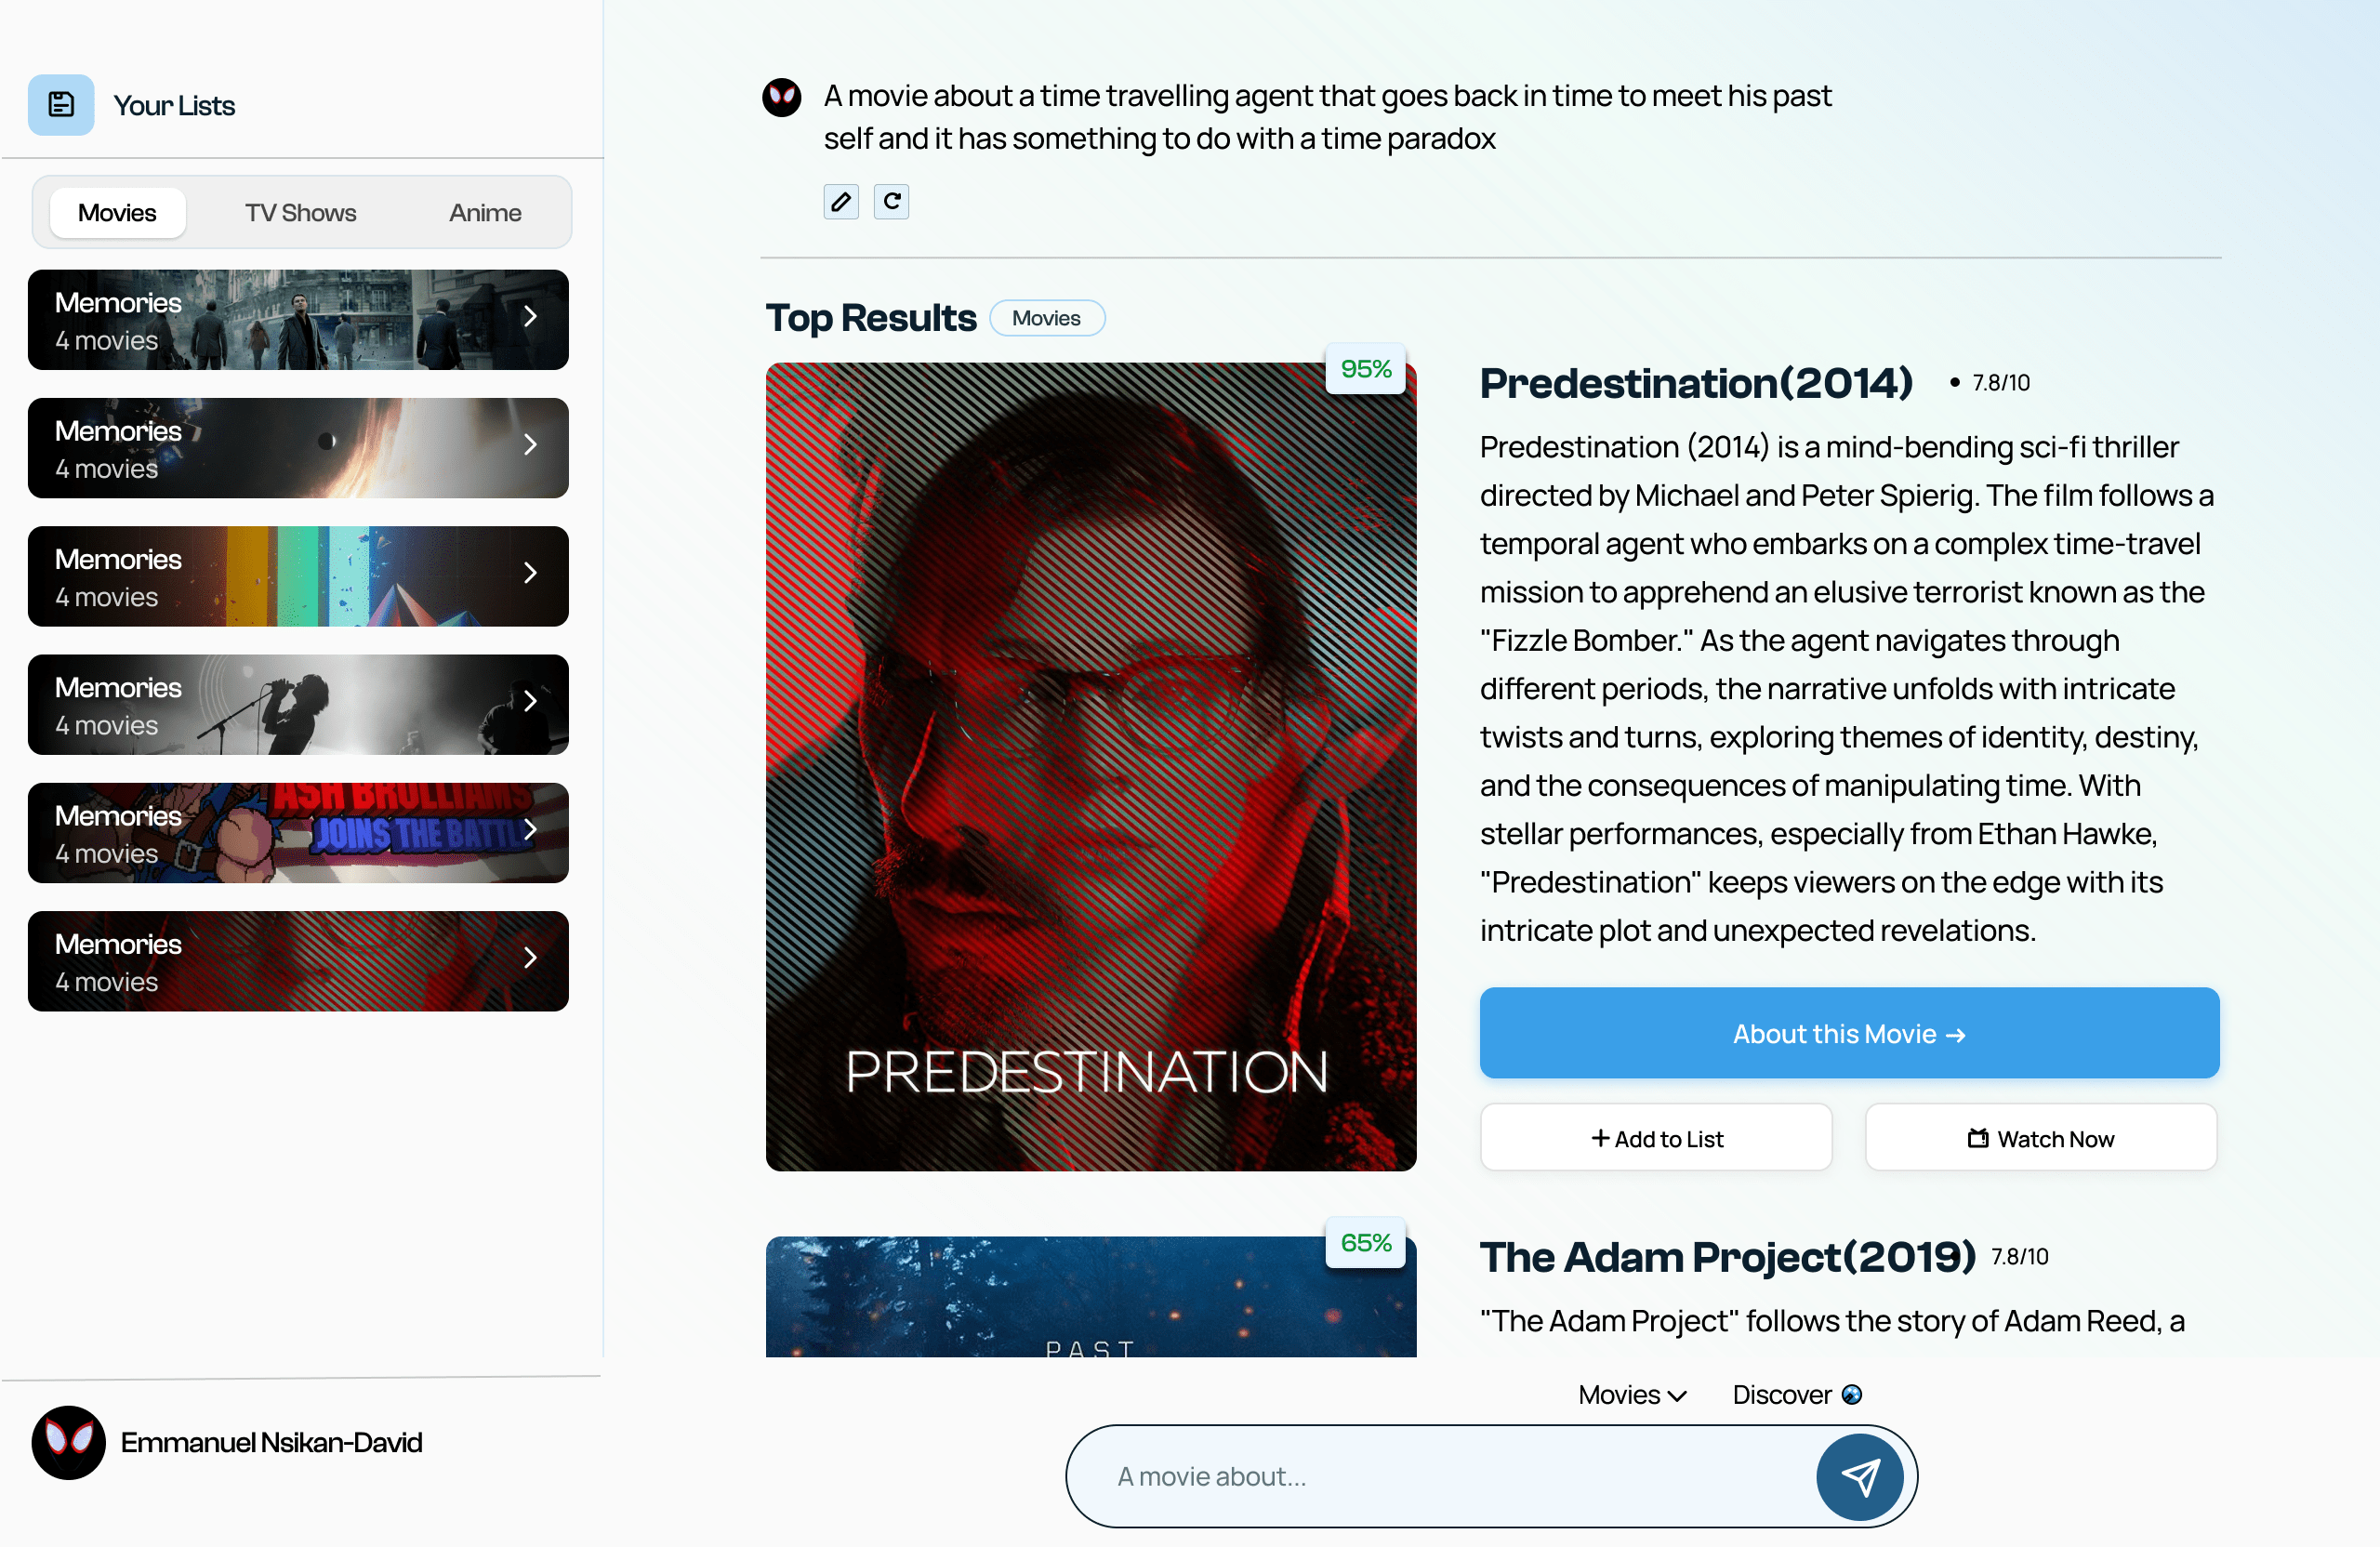 Your Lists
Movies
TV Shows
Anime
Memories
4 movies
Memories
4 movies
Memories
4 movies
Memories
4 movies
Memories
4 movies
ASH BROLLIAMS
JOINS THE BATTLE
Memories
4 movies
Emmanuel Nsikan-David
A movie about a time travelling agent that goes back in time to meet his past
self and it has something to do with a time paradox
Top Results
Movies
95%
PREDESTINATION
Predestination(2014)
• 7.8/10
Predestination (2014) is a mind-bending sci-fi thriller
directed by Michael and Peter Spierig. The film follows a
temporal agent who embarks on a complex time-travel
mission to apprehend an elusive terrorist known as the
"Fizzle Bomber." As the agent navigates through
different periods, the narrative unfolds with intricate
twists and turns, exploring themes of identity, destiny,
and the consequences of manipulating time. With
stellar performances, especially from Ethan Hawke,
"Predestination" keeps viewers on the edge with its
intricate plot and unexpected revelations.
About this Movie →
+ Add to List
Watch Now
65%
PAST
The Adam Project(2019)
7.8/10
"The Adam Project" follows the story of Adam Reed, a
Movies
Discover
A movie about...